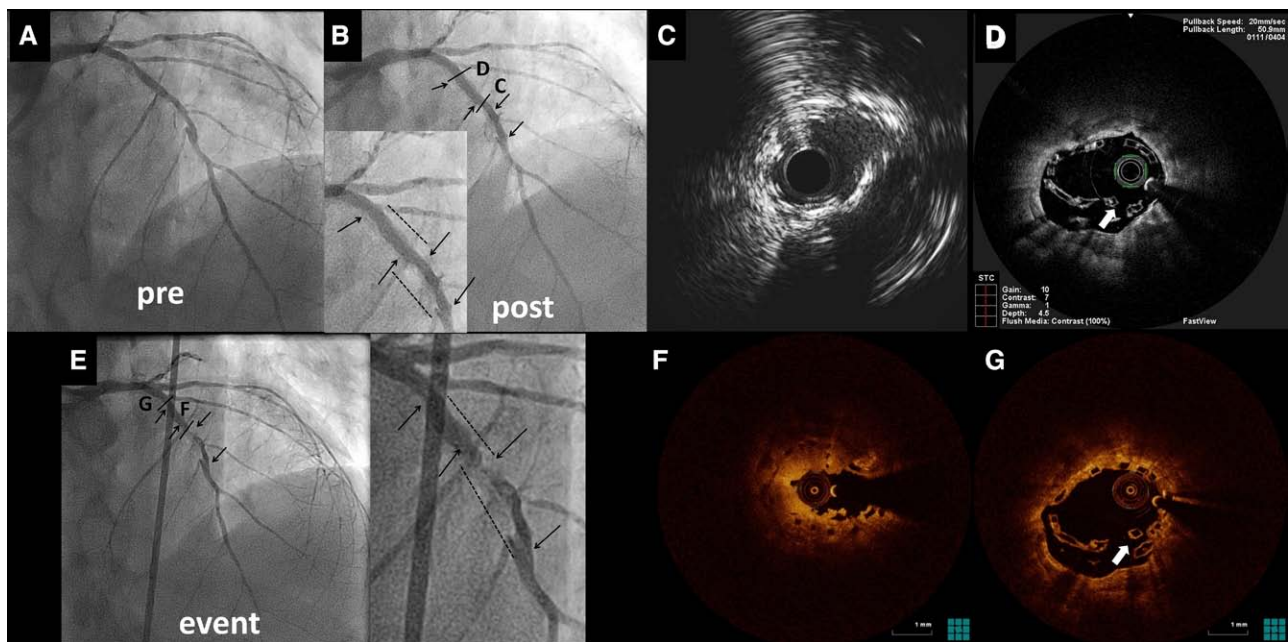 A
pre
B
D
C
post
C
D
Pullback Speed: 20mm/sec
Pullback Length: 50.9mm
0111 /0404
STC
Gain: 10
Contrast: 7
Gamma: 1
Depth: 4.5
Flush Media: Contrast (100%)
FastView
E
G
F
event
F
1 mm
G
1 mm